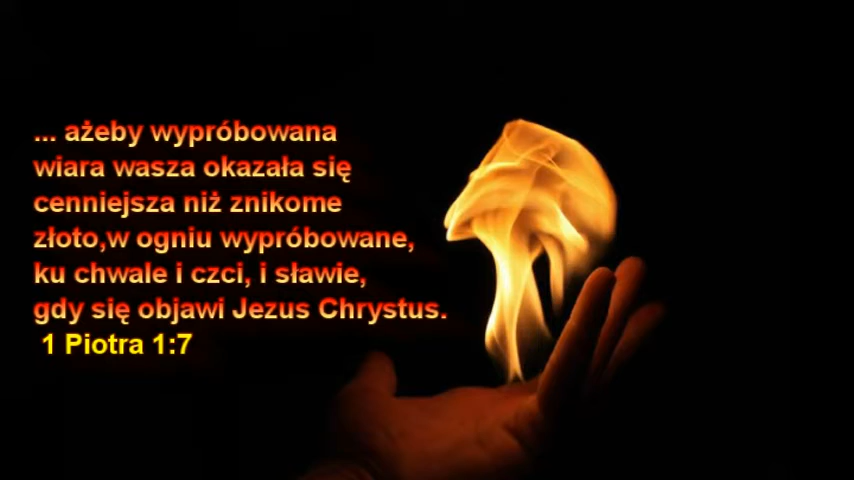 ... ażeby wypróbowana
wiara wasza okazała się
cenniejsza niż znikome
złoto,w ogniu wypróbowane,
ku chwale i czci, i sławie,
gdy się objawi Jezus Chrystus.
1 Piotra 1:7